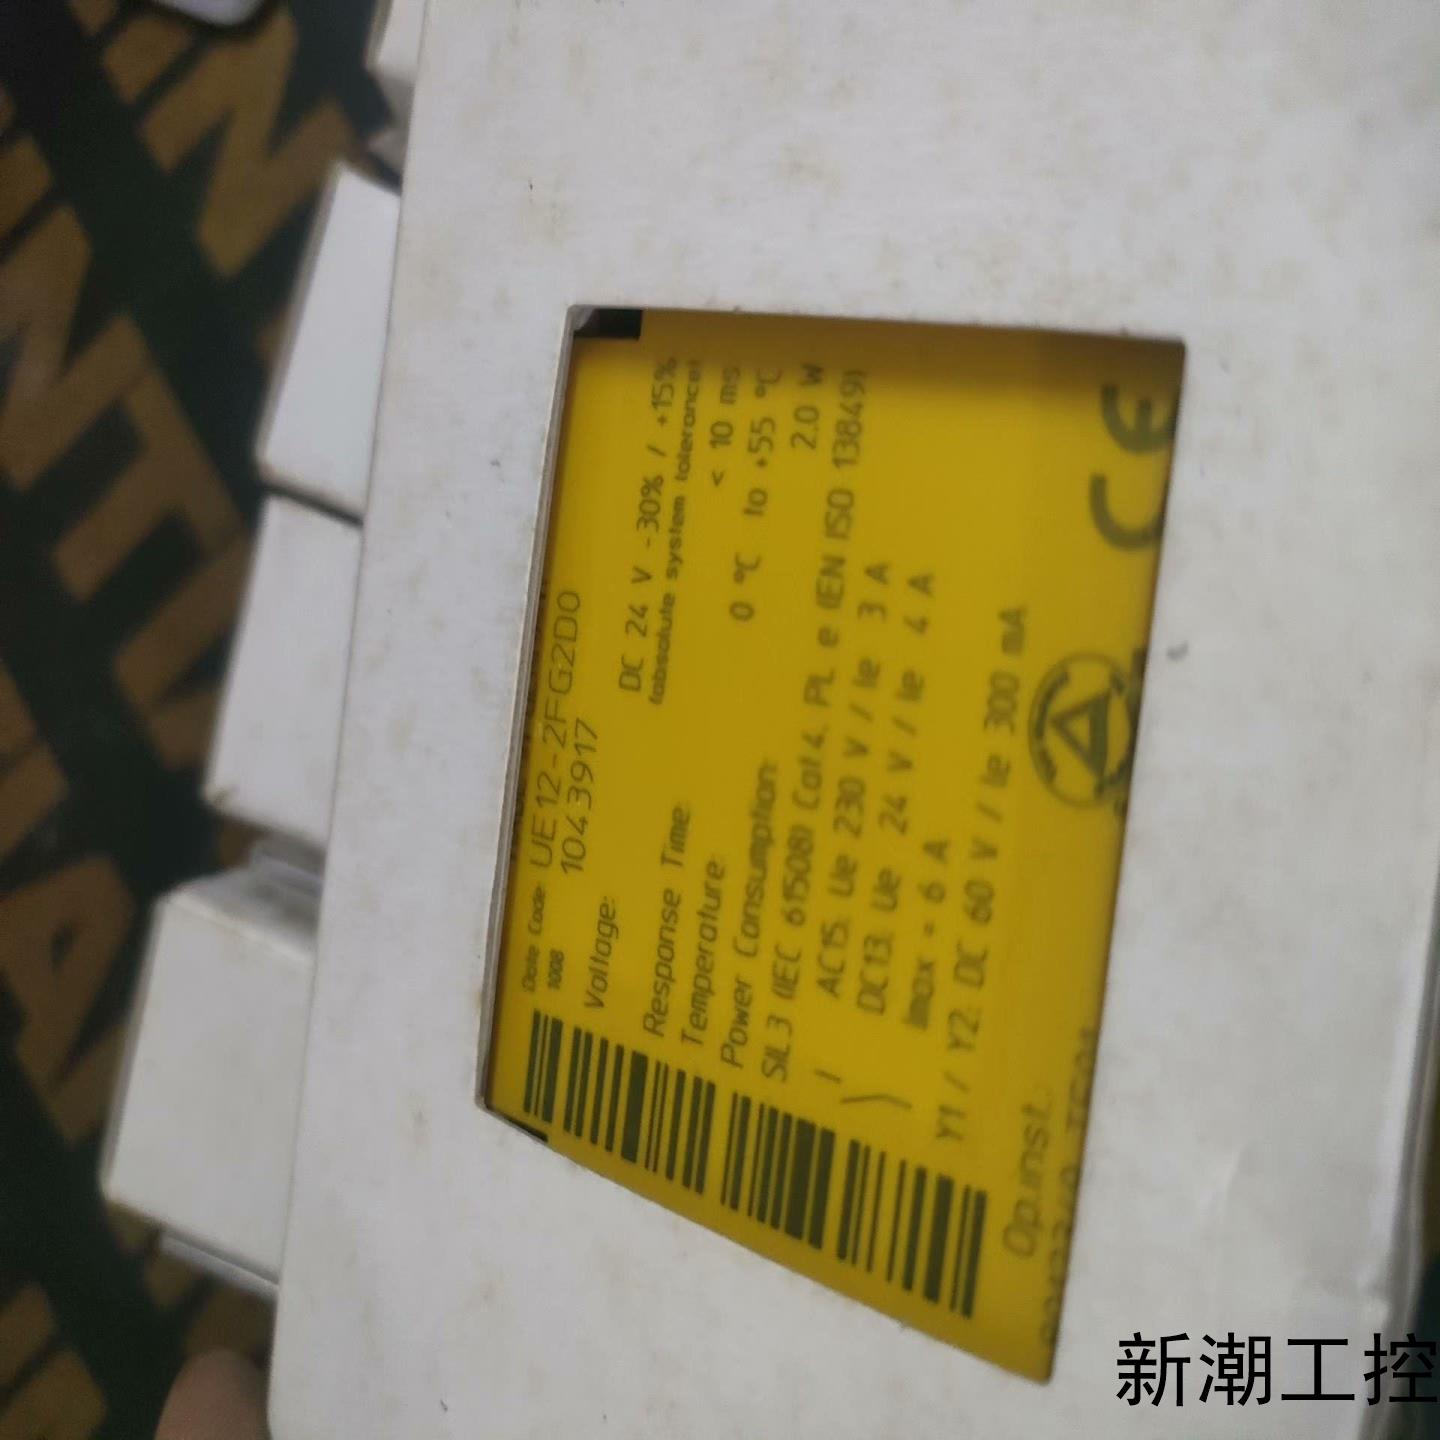 Date Code UE12-2FG2D0
1008 1043917
Voltage: DC 24 V -30% / +15%
(absolute system tolerance)
Response Time: < 10 ms
Temperature: 0 °C to +55 °C
Power Consumption: 2.0 W
SIL3 (IEC 61508) Cat.4, PL e (EN ISO 13849)
AC15: Ue 230 V / Ie 3 A
DC13: Ue 24 V / Ie 4 A
Imax = 6 A
Y1 / Y2: DC 60 V / Ie 300 mA
Op.inst.:
CE
新潮工控